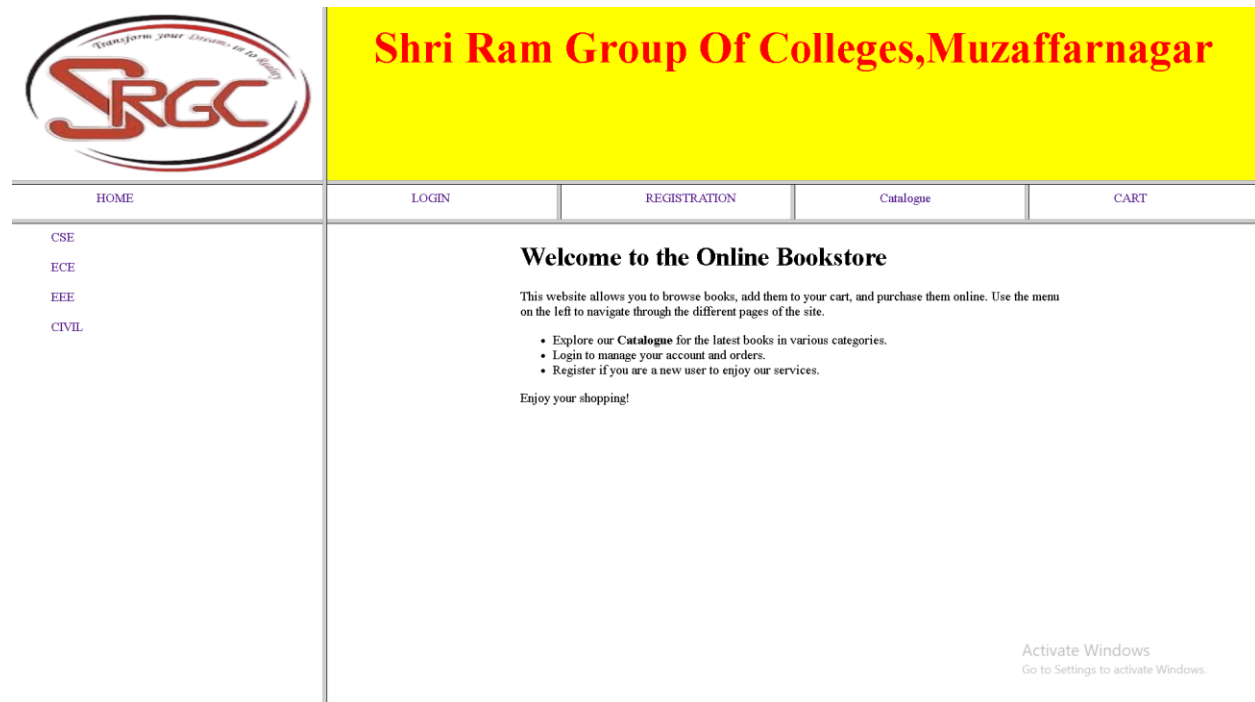 Transform your Dreams in to Reality
SRGC
Shri Ram Group Of Colleges,Muzaffarnagar
HOME
LOGIN
REGISTRATION
Catalogue
CART
CSE
ECE
EEE
CIVIL
Welcome to the Online Bookstore
This website allows you to browse books, add them to your cart, and purchase them online. Use the menu
on the left to navigate through the different pages of the site.
• Explore our Catalogue for the latest books in various categories.
• Login to manage your account and orders.
• Register if you are a new user to enjoy our services.
Enjoy your shopping!
Activate Windows
Go to Settings to activate Windows.